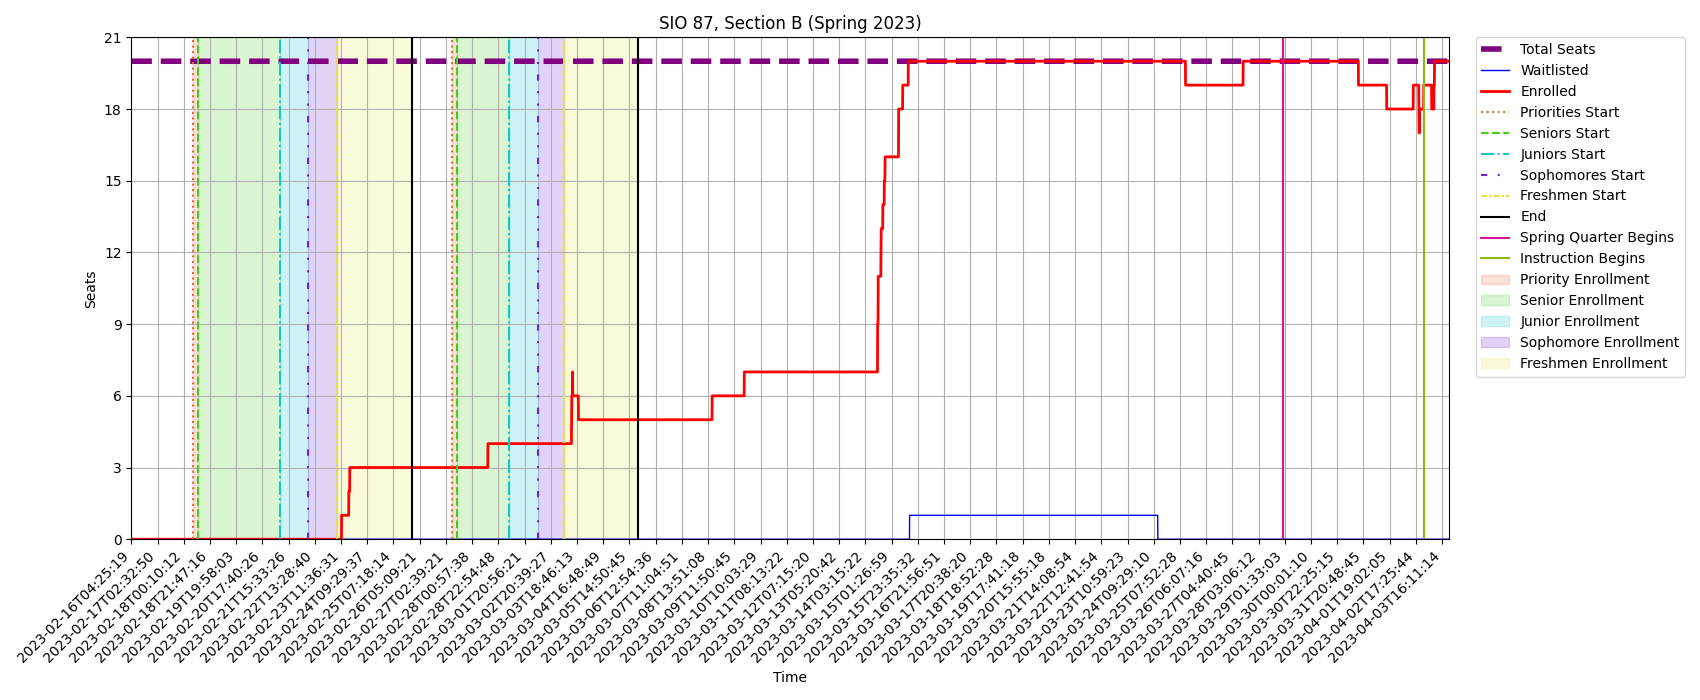 SIO 87, Section B (Spring 2023)
21
18
15
12
9
6
3
0
Seats
2023-02-16T04:25:19
2023-02-17T02:32:50
2023-02-18T00:10:12
2023-02-18T21:47:16
2023-02-19T19:58:03
2023-02-20T17:40:26
2023-02-21T15:33:26
2023-02-22T13:28:40
2023-02-23T11:36:31
2023-02-24T09:29:37
2023-02-25T07:18:14
2023-02-26T05:09:21
2023-02-27T02:39:21
2023-02-28T00:57:38
2023-02-28T22:54:48
2023-03-01T20:56:21
2023-03-02T20:39:27
2023-03-03T18:46:13
2023-03-04T16:48:49
2023-03-05T14:50:45
2023-03-06T12:54:36
2023-03-07T11:04:51
2023-03-08T13:51:08
2023-03-09T11:50:45
2023-03-10T10:03:29
2023-03-11T08:13:22
2023-03-12T07:15:20
2023-03-13T05:20:42
2023-03-14T03:15:22
2023-03-15T01:26:59
2023-03-15T23:35:32
2023-03-16T21:56:51
2023-03-17T20:38:20
2023-03-18T18:52:28
2023-03-19T17:41:18
2023-03-20T15:55:18
2023-03-21T14:08:54
2023-03-22T12:41:54
2023-03-23T10:59:23
2023-03-24T09:29:10
2023-03-25T07:52:28
2023-03-26T06:07:16
2023-03-27T04:40:45
2023-03-28T03:06:12
2023-03-29T01:33:03
2023-03-30T00:01:10
2023-03-30T22:25:15
2023-03-31T20:48:45
2023-04-01T19:02:05
2023-04-02T17:25:44
2023-04-03T16:11:14
Time
Total Seats
Waitlisted
Enrolled
Priorities Start
Seniors Start
Juniors Start
Sophomores Start
Freshmen Start
End
Spring Quarter Begins
Instruction Begins
Priority Enrollment
Senior Enrollment
Junior Enrollment
Sophomore Enrollment
Freshmen Enrollment